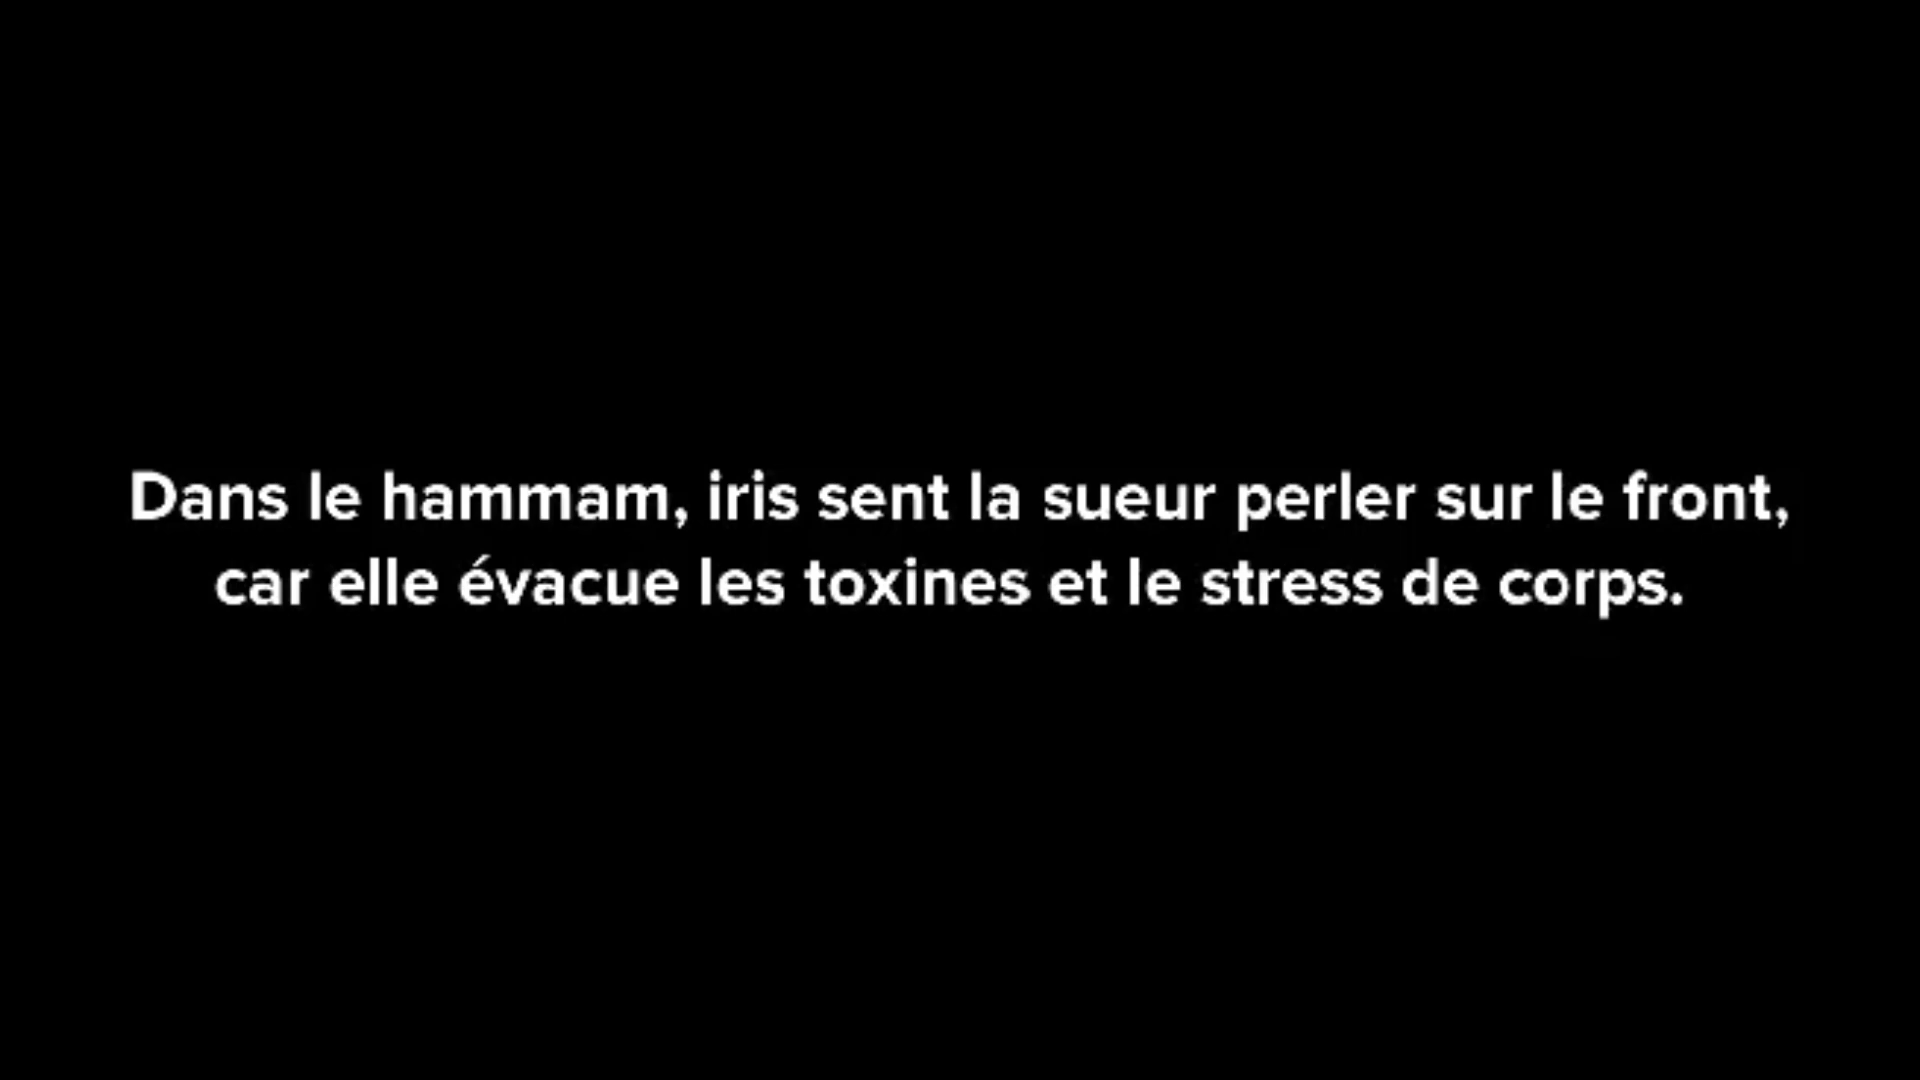 Dans le hammam, iris sent la sueur perler sur le front,
car elle évacue les toxines et le stress de corps.